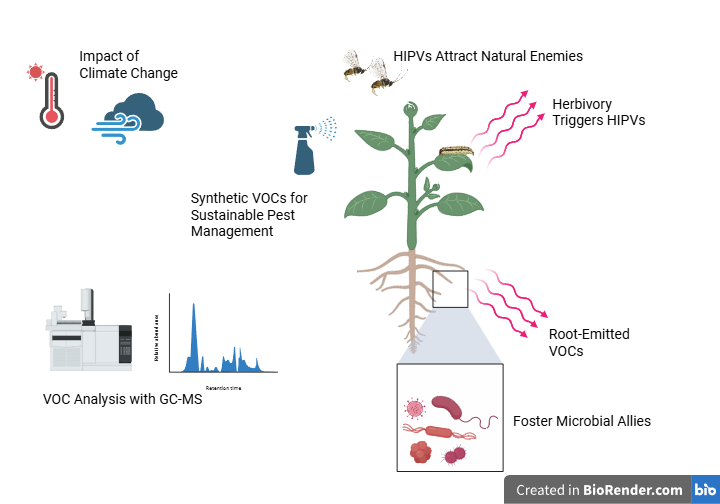 Impact of
Climate Change
HIPVs Attract Natural Enemies
Herbivory
Triggers HIPVs
Synthetic VOCs for
Sustainable Pest
Management
Relative abundance
Retention time
VOC Analysis with GC-MS
Root-Emitted
VOCs
Foster Microbial Allies
Created in BioRender.com bio